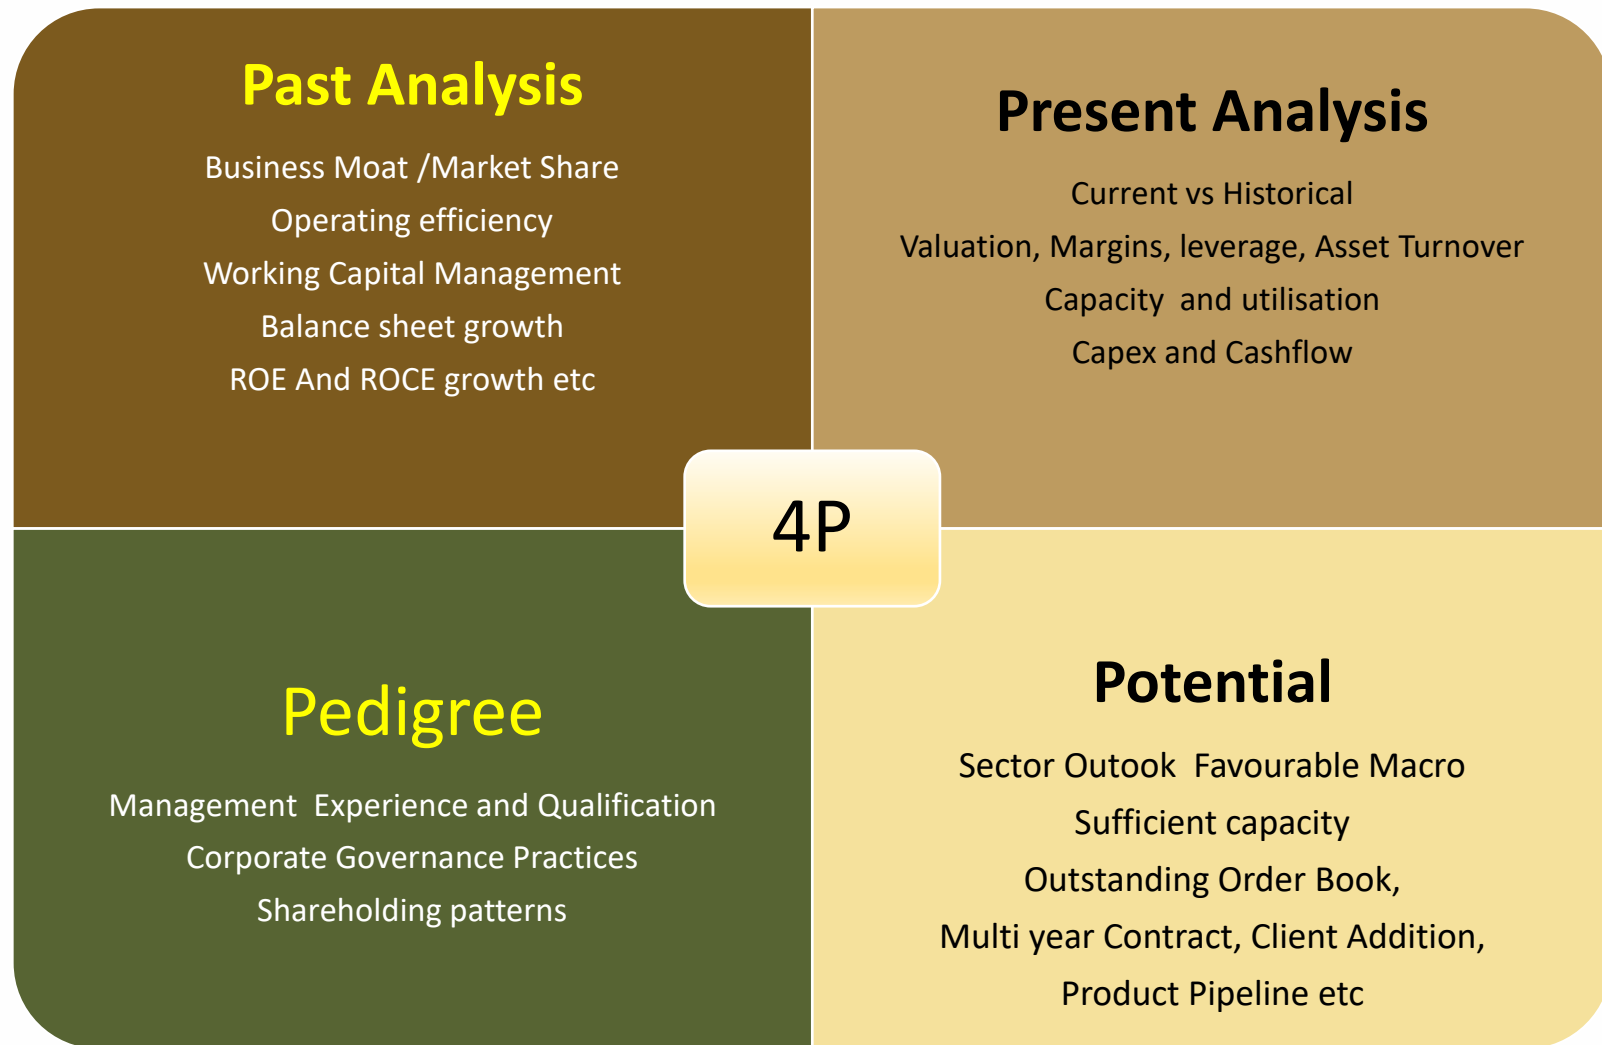 Past Analysis
Business Moat /Market Share
Operating efficiency
Working Capital Management
Balance sheet growth
ROE And ROCE growth etc
Present Analysis
Current vs Historical
Valuation, Margins, leverage, Asset Turnover
Capacity  and utilisation
Capex and Cashflow
4P
Pedigree
Management  Experience and Qualification
Corporate Governance Practices
Shareholding patterns
Potential
Sector Outook  Favourable Macro
Sufficient capacity
Outstanding Order Book,
Multi year Contract, Client Addition,
Product Pipeline etc